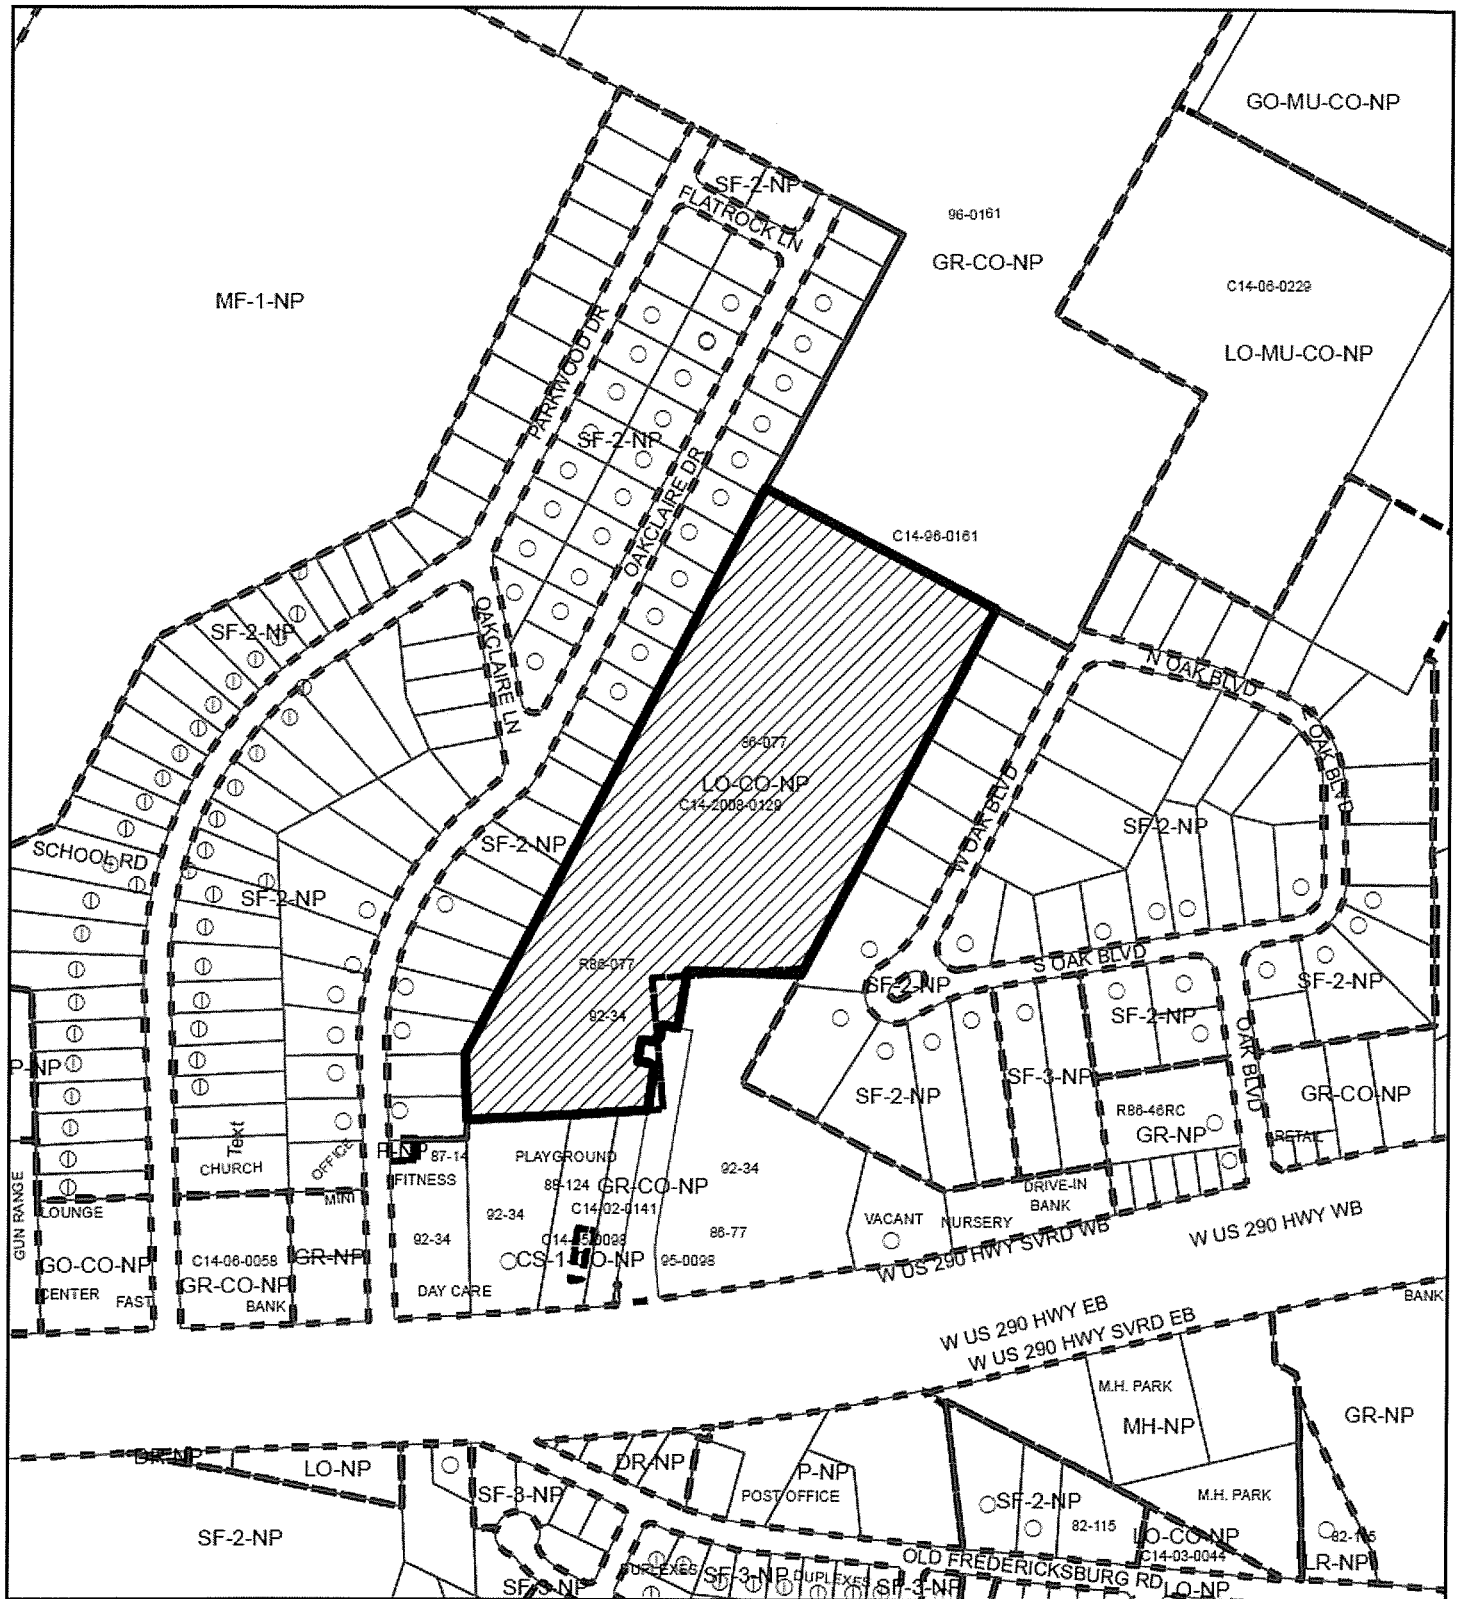 GO-MU-CO-NP
SF-2-NP
FLATROCK LN
96-0161
GR-CO-NP
C14-06-0229
MF-1-NP
LO-MU-CO-NP
PARKWOOD DR
SF-2-NP
OAKCLAIRE DR
C14-96-0161
SF-2-NP
OAKCLAIRE LN
N OAK BLVD
E OAK BLVD
86-077
LO-CO-NP
C14-2008-0129
W OAK BLVD
SF-2-NP
SF-2-NP
SCHOOL RD
SF-2-NP
R86-077
S OAK BLVD
SF-2-NP
SF-2-NP
92-34
SF-2-NP
OAK BLVD
P-NP
SF-3-NP
SF-2-NP
GR-CO-NP
R86-46RC
GR-NP
RETAIL
Text
CHURCH
OFFICE
P-NP
87-14
PLAYGROUND
FITNESS
92-34
MINI
88-124
GR-CO-NP
DRIVE-IN
BANK
GUN RANGE
LOUNGE
92-34
C14-02-0141
VACANT
NURSERY
92-34
86-77
W US 290 HWY WB
W US 290 HWY SVRD WB
GO-CO-NP
C14-06-0058
GR-NP
95-0098
GR-CO-NP
CENTER
FAST
BANK
DAY CARE
BANK
W US 290 HWY EB
W US 290 HWY SVRD EB
M.H. PARK
MH-NP
GR-NP
DR-NP
LO-NP
DR-NP
P-NP
POST OFFICE
SF-3-NP
SF-2-NP
M.H. PARK
82-115
SF-2-NP
LO-CO-NP
C14-03-0044
LR-NP
OLD FREDERICKSBURG RD
DUPLEXES
SF-3-NP
DUPLEXES
SF-3-NP
SF-3-NP
LO-NP